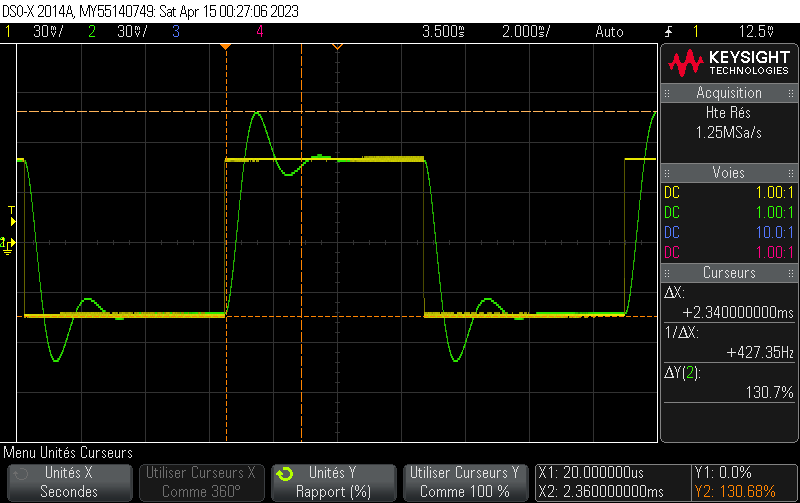 DSO-X 2014A, MY55140749: Sat Apr 15 00:27:06 2023
1 30V/ 2 30V/ 3 4 3.500s 2.000s/ Auto 1 12.5V
KEYSIGHT
TECHNOLOGIES
Acquisition
Hte Rés
1.25MSa/s
Voies
DC 1.00:1
DC 1.00:1
DC 10.0:1
DC 1.00:1
Curseurs
ΔX:
+2.340000000ms
1/ΔX:
+427.35Hz
ΔY(2):
130.7%
T
2
Menu Unités Curseurs
Unités X
Secondes
Utiliser Curseurs X
Comme 360°
Unités Y
Rapport (%)
Utiliser Curseurs Y
Comme 100 %
X1: 20.000000us
X2: 2.360000000ms
Y1: 0.0%
Y2: 130.68%